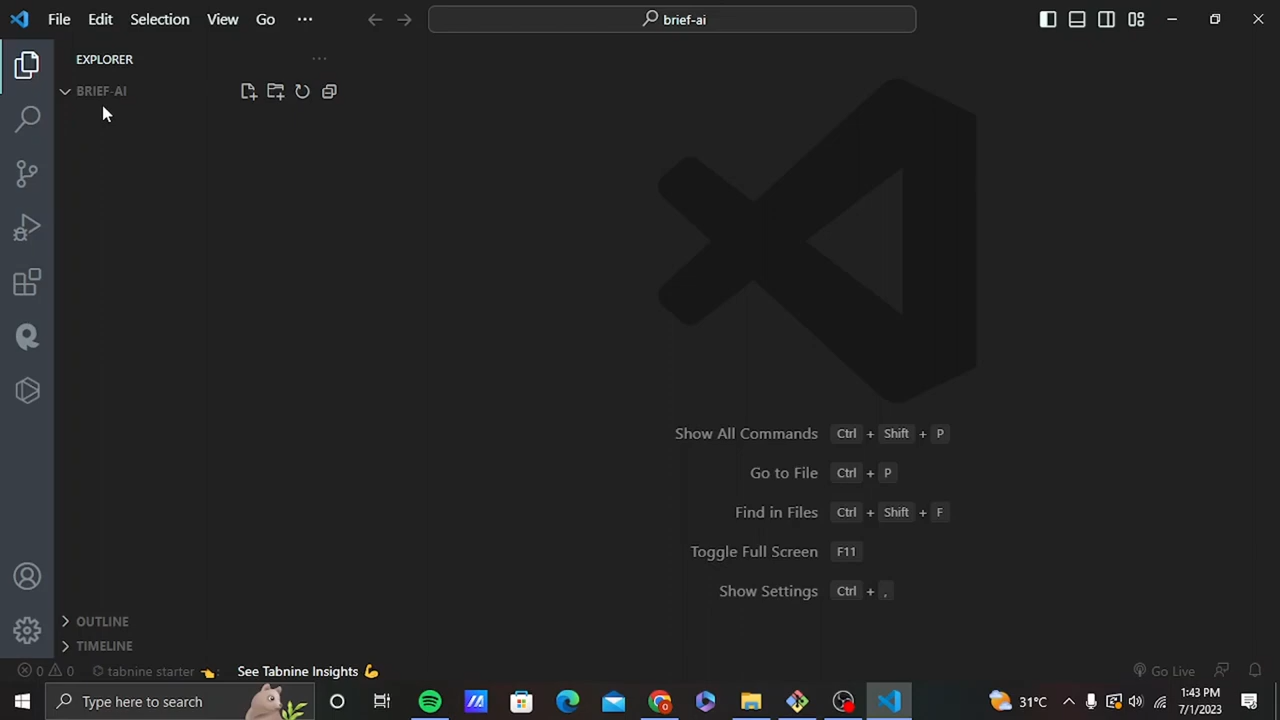 File Edit Selection View Go ··· brief-ai
EXPLORER ···
BRIEF-AI
Show All Commands Ctrl + Shift + P
Go to File Ctrl + P
Find in Files Ctrl + Shift + F
Toggle Full Screen F11
Show Settings Ctrl + ,
OUTLINE
TIMELINE
0 0 tabnine starter 👈: See Tabnine Insights 💪 Go Live
Type here to search 31°C 1:43 PM
7/1/2023